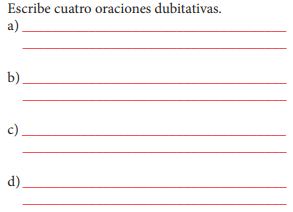 Escribe cuatro oraciones dubitativas.
a)
b)
c)
d)